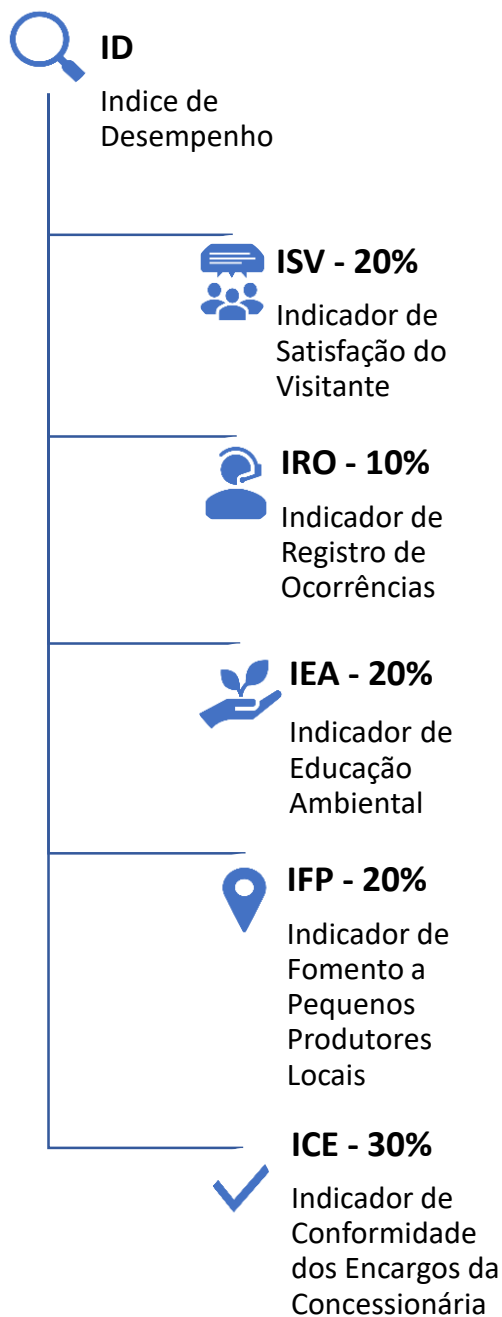 ID
Indice de
Desempenho
ISV - 20%
Indicador de
Satisfação do
Visitante
IRO - 10%
Indicador de
Registro de
Ocorrências
IEA - 20%
Indicador de
Educação
Ambiental
IFP - 20%
Indicador de
Fomento a
Pequenos
Produtores
Locais
ICE - 30%
Indicador de
Conformidade
dos Encargos da
Concessionária